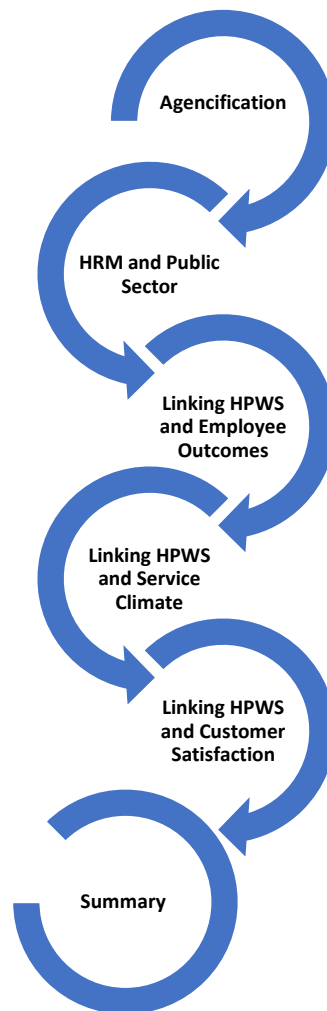 Agencification
HRM and Public
Sector
Linking HPWS
and Employee
Outcomes
Linking HPWS
and Service
Climate
Linking HPWS
and Customer
Satisfaction
Summary